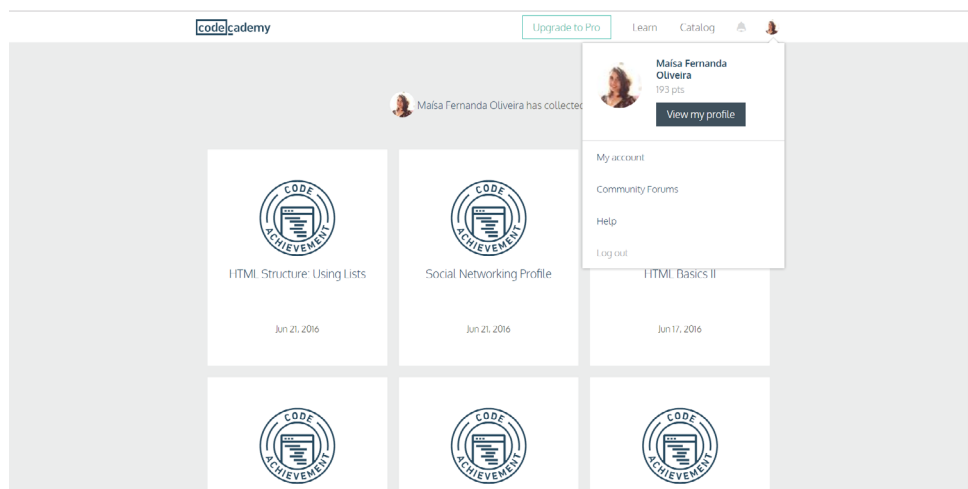 codecademy
Upgrade to Pro Learn Catalog
Maísa Fernanda
Oliveira
193 pts
View my profile
Maísa Fernanda Oliveira has collected
My account
Community Forums
Help
Log out
CODE
ACHIEVEMENT
HTML Structure: Using Lists
Jun 21, 2016
CODE
ACHIEVEMENT
Social Networking Profile
Jun 21, 2016
HTML Basics II
Jun 17, 2016
CODE
ACHIEVEMENT
CODE
ACHIEVEMENT
CODE
ACHIEVEMENT